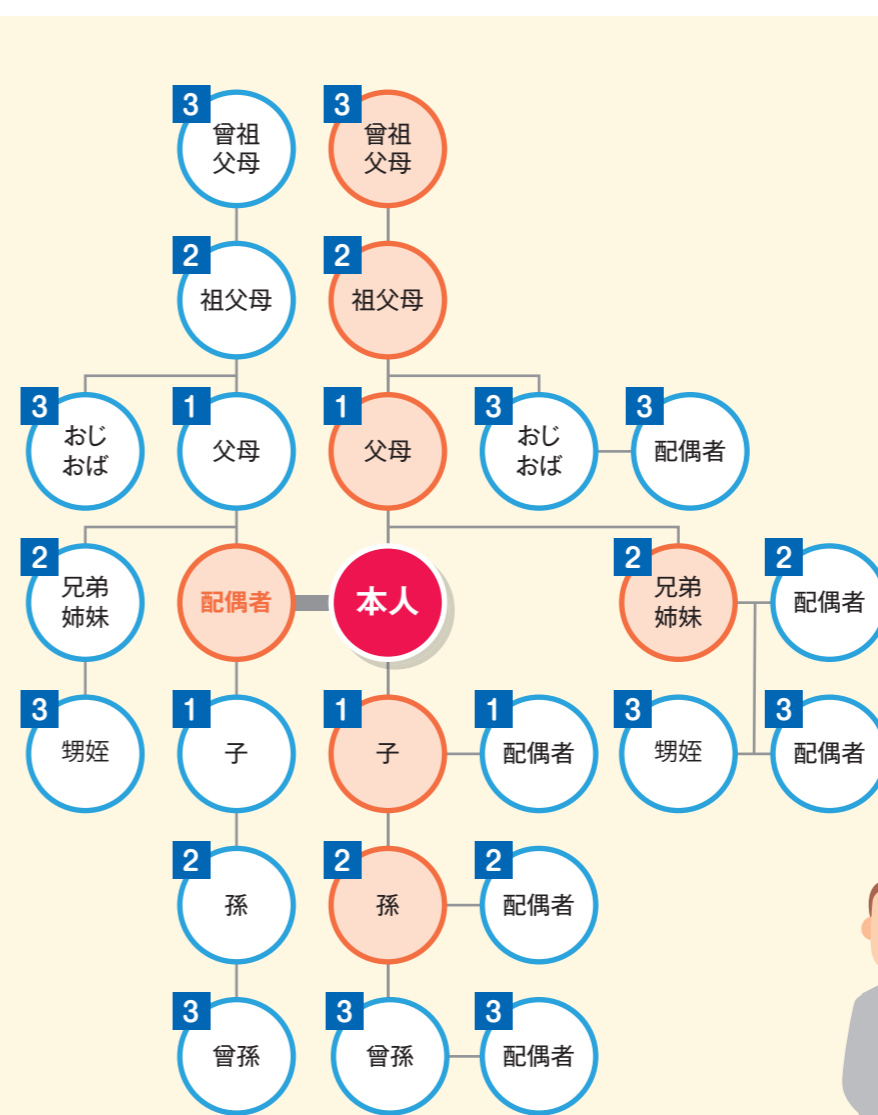 3
曾祖
父母
3
曾祖
父母
2
祖父母
2
祖父母
3
おじ
おば
1
父母
1
父母
3
おじ
おば
3
配偶者
2
兄弟
姉妹
配偶者
本人
2
兄弟
姉妹
2
配偶者
3
甥姪
1
子
1
子
1
配偶者
3
甥姪
3
配偶者
2
孫
2
孫
2
配偶者
3
曾孫
3
曾孫
3
配偶者